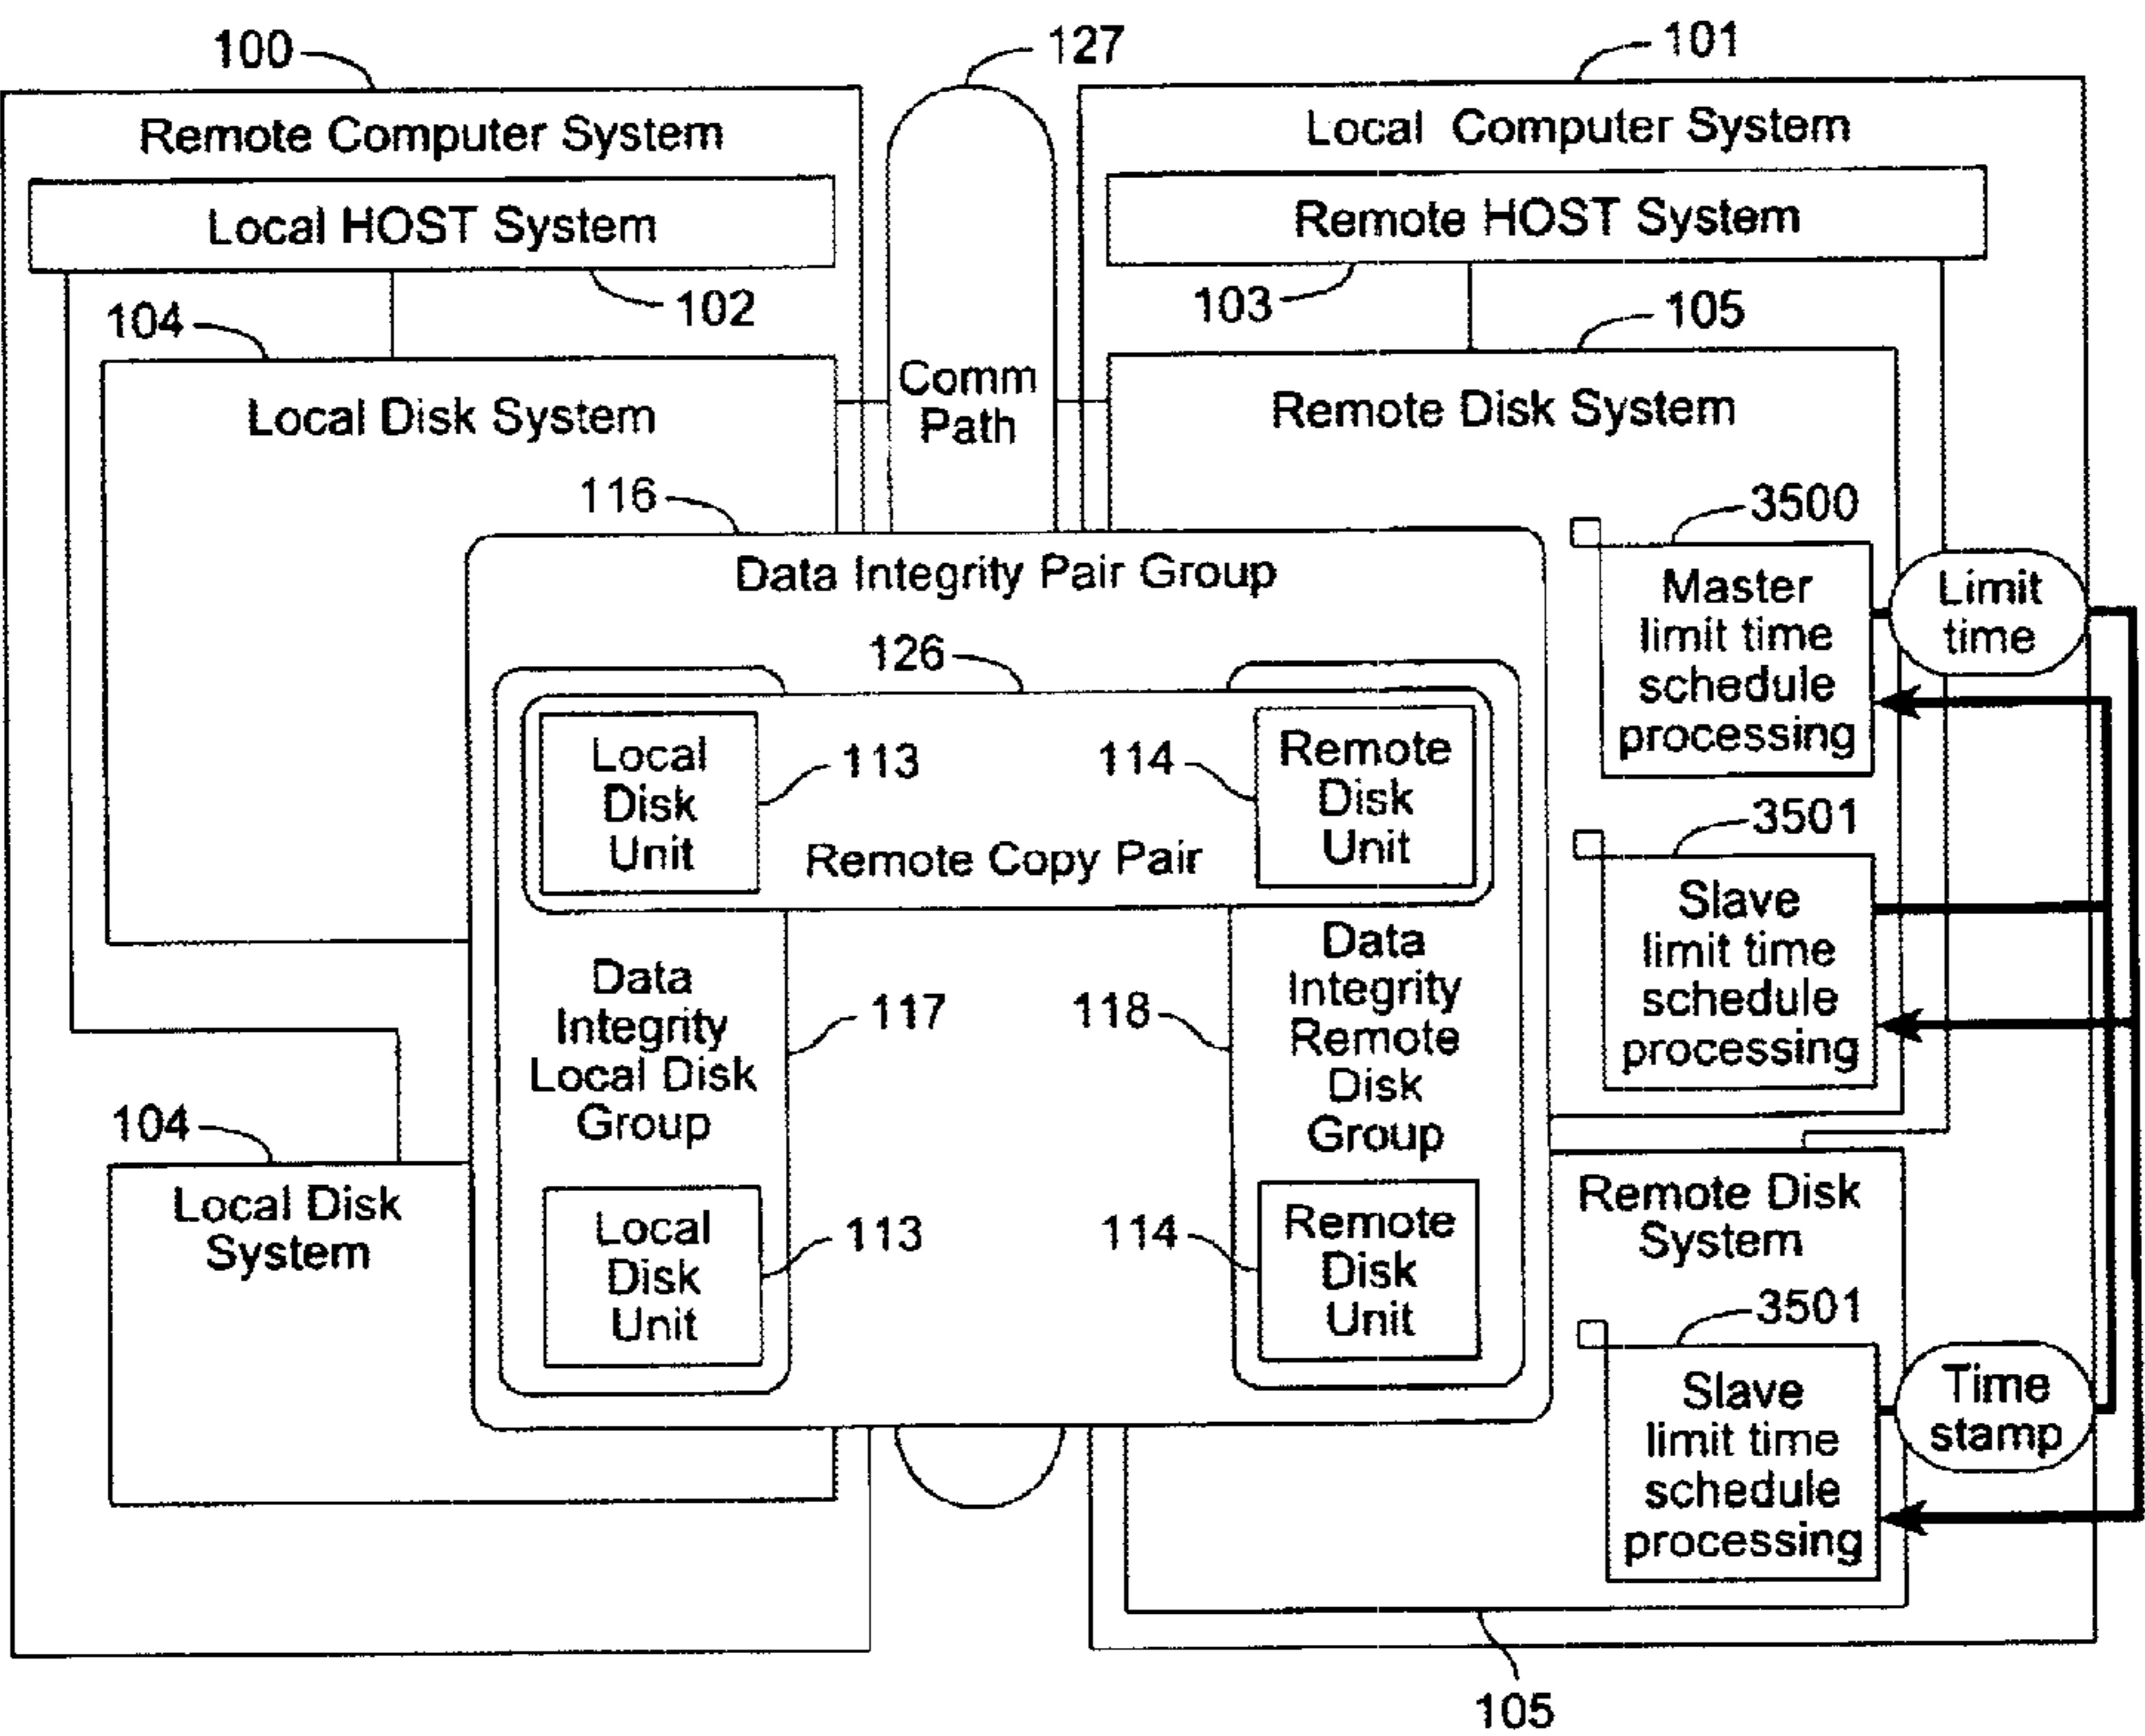 100
127
101
Remote Computer System
Local Computer System
Local HOST System
Remote HOST System
102
103
104
105
Comm
Path
Local Disk System
Remote Disk System
116
3500
Data Integrity Pair Group
Master
limit time
schedule
processing
Limit
time
126
Local
Disk
Unit
113
114
Remote
Disk
Unit
Remote Copy Pair
3501
Slave
limit time
schedule
processing
Data
Integrity
Local Disk
Group
117
118
Data
Integrity
Remote
Disk
Group
104
Local Disk
System
Remote Disk
System
Local
Disk
Unit
113
114
Remote
Disk
Unit
3501
Slave
limit time
schedule
processing
Time
stamp
105